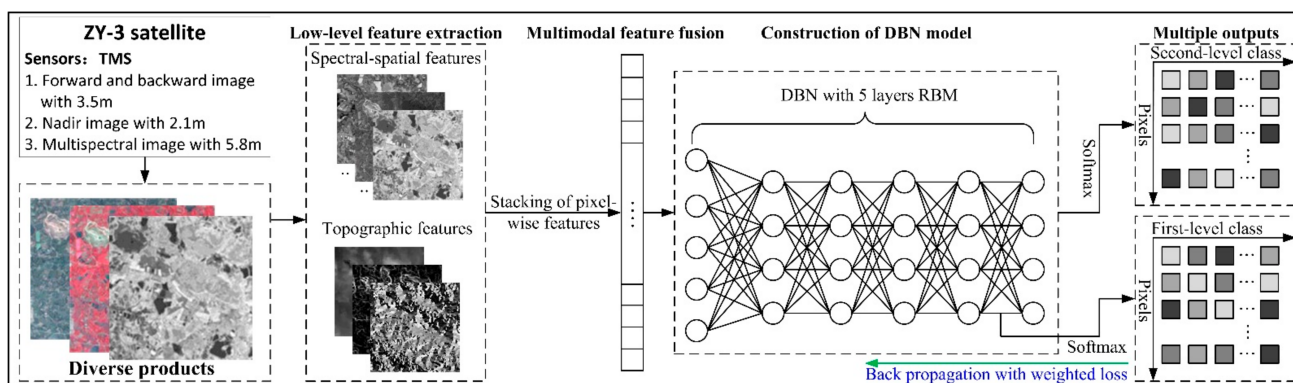 ZY-3 satellite
Sensors: TMS
1. Forward and backward image
with 3.5m
2. Nadir image with 2.1m
3. Multispectral image with 5.8m
Diverse products
Low-level feature extraction
Spectral-spatial features
Topographic features
Multimodal feature fusion
Stacking of pixel-
wise features
Construction of DBN model
DBN with 5 layers RBM
Softmax
Softmax
Back propagation with weighted loss
Multiple outputs
Second-level class
Pixels
First-level class
Pixels